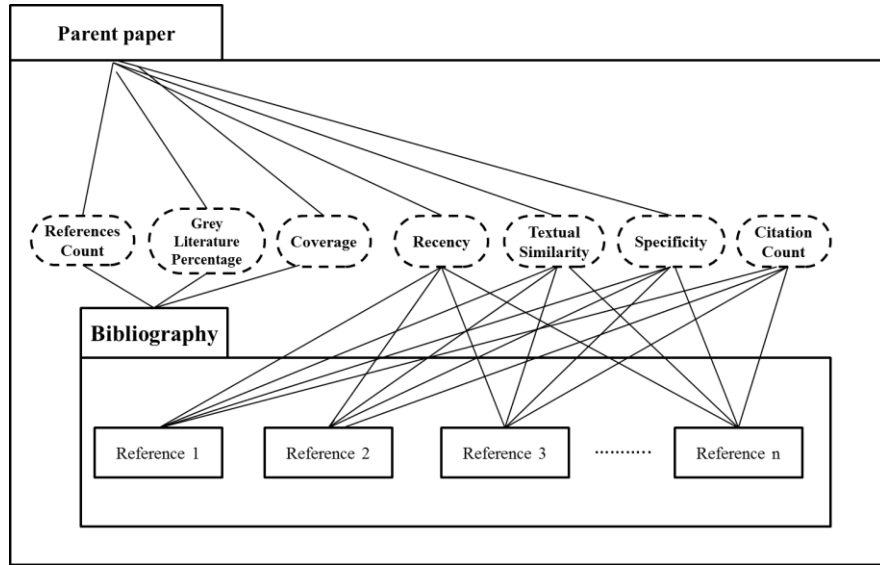 Parent paper
References
Count
Grey
Literature
Percentage
Coverage
Recency
Textual
Similarity
Specificity
Citation
Count
Bibliography
Reference 1
Reference 2
Reference 3
...........
Reference n